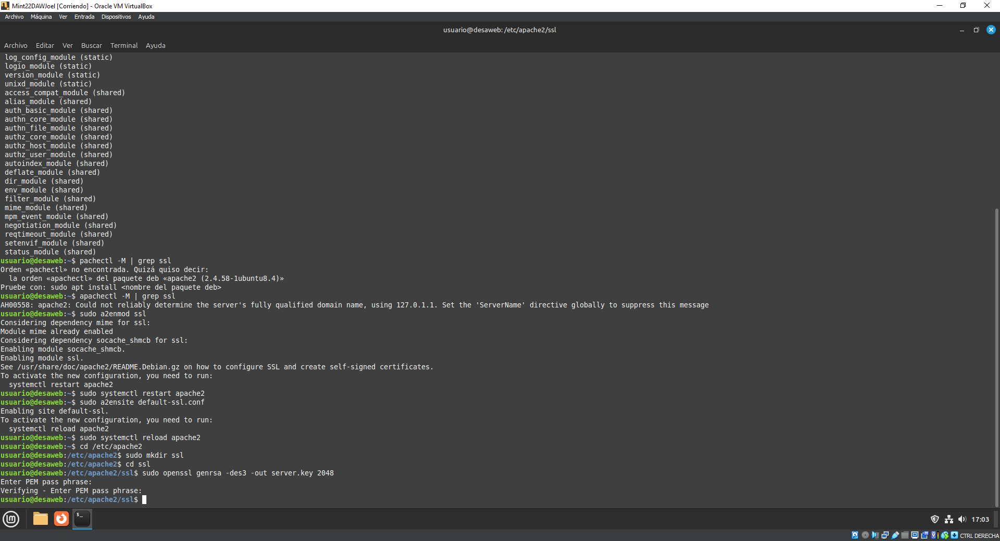 Mint22DAWJoel [Corriendo] - Oracle VM VirtualBox
Archivo Máquina Ver Entrada Dispositivos Ayuda
usuario@desaweb: /etc/apache2/ssl
Archivo Editar Ver Buscar Terminal Ayuda
log_config_module (static)
logio_module (static)
version_module (static)
unixd_module (static)
access_compat_module (shared)
alias_module (shared)
auth_basic_module (shared)
authn_core_module (shared)
authn_file_module (shared)
authz_core_module (shared)
authz_host_module (shared)
authz_user_module (shared)
autoindex_module (shared)
deflate_module (shared)
dir_module (shared)
env_module (shared)
filter_module (shared)
mime_module (shared)
mpm_event_module (shared)
negotiation_module (shared)
reqtimeout_module (shared)
setenvif_module (shared)
status_module (shared)
usuario@desaweb:~$ pachectl -M | grep ssl
Orden «pachectl» no encontrada. Quizá quiso decir:
  la orden «apachectl» del paquete deb «apache2 (2.4.58-1ubuntu8.4)»
Pruebe con: sudo apt install <nombre del paquete deb>
usuario@desaweb:~$ apachectl -M | grep ssl
AH00558: apache2: Could not reliably determine the server's fully qualified domain name, using 127.0.1.1. Set the 'ServerName' directive globally to suppress this message
usuario@desaweb:~$ sudo a2enmod ssl
Considering dependency mime for ssl:
Module mime already enabled
Considering dependency socache_shmcb for ssl:
Enabling module socache_shmcb.
Enabling module ssl.
See /usr/share/doc/apache2/README.Debian.gz on how to configure SSL and create self-signed certificates.
To activate the new configuration, you need to run:
  systemctl restart apache2
usuario@desaweb:~$ sudo systemctl restart apache2
usuario@desaweb:~$ sudo a2ensite default-ssl.conf
Enabling site default-ssl.
To activate the new configuration, you need to run:
  systemctl reload apache2
usuario@desaweb:~$ sudo systemctl reload apache2
usuario@desaweb:~$ cd /etc/apache2
usuario@desaweb:/etc/apache2$ sudo mkdir ssl
usuario@desaweb:/etc/apache2$ cd ssl
usuario@desaweb:/etc/apache2/ssl$ sudo openssl genrsa -des3 -out server.key 2048
Enter PEM pass phrase:
Verifying - Enter PEM pass phrase:
usuario@desaweb:/etc/apache2/ssl$
17:03
CTRL DERECHA